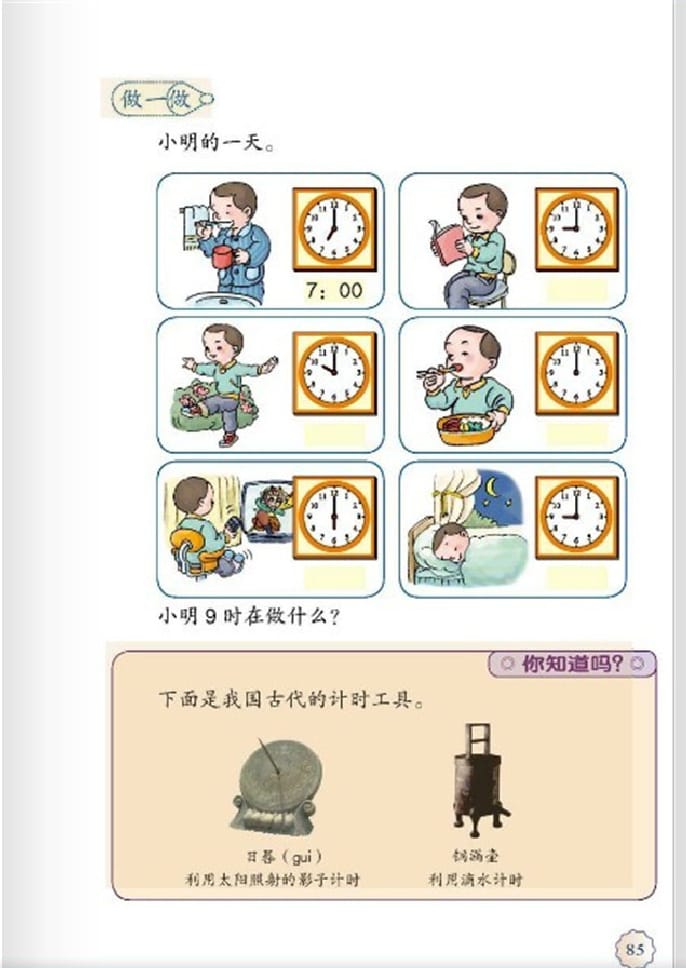 做一做
小明的一天。
7：00
小明9时在做什么？
你知道吗？
下面是我国古代的计时工具。
日晷（guǐ）
铜漏壶
利用太阳照射的影子计时
利用滴水计时
85